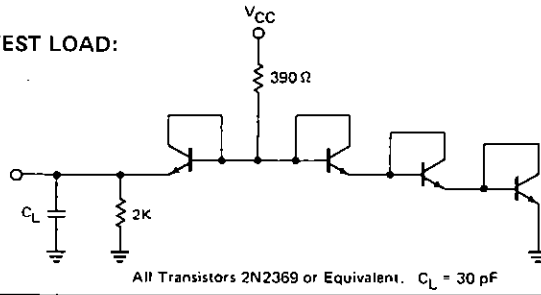 VCC
EST LOAD:
390 Ω
CL
2K
All Transistors 2N2369 or Equivalent. CL = 30 pF